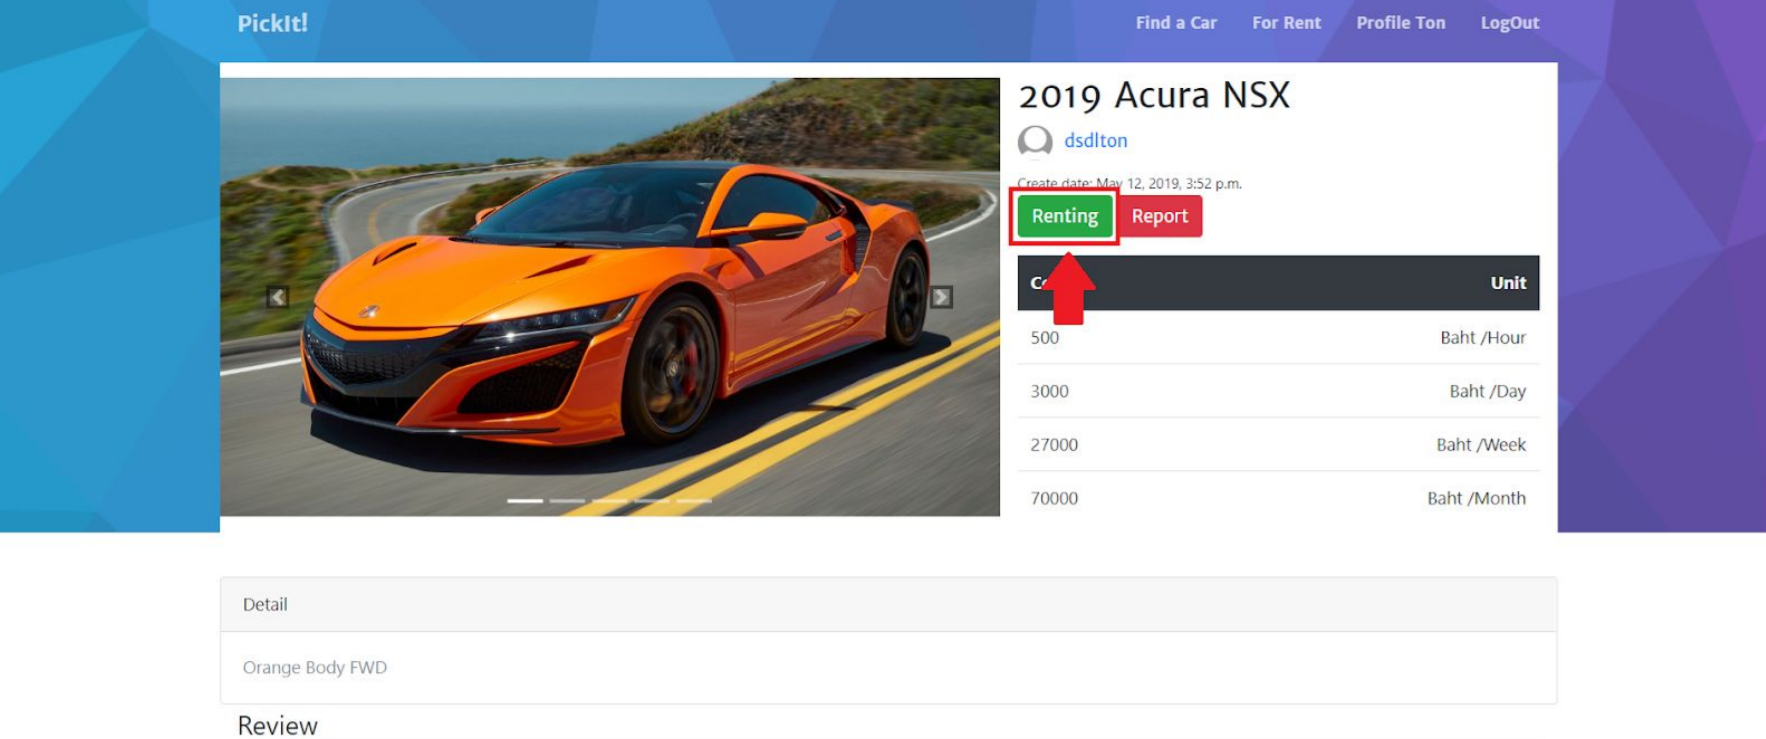 PickIt!
Find a Car For Rent Profile Ton LogOut
2019 Acura NSX
dsdlton
Create date: May 12, 2019, 3:52 p.m.
Renting Report
Unit
500 Baht /Hour
3000 Baht /Day
27000 Baht /Week
70000 Baht /Month
Detail
Orange Body FWD
Review